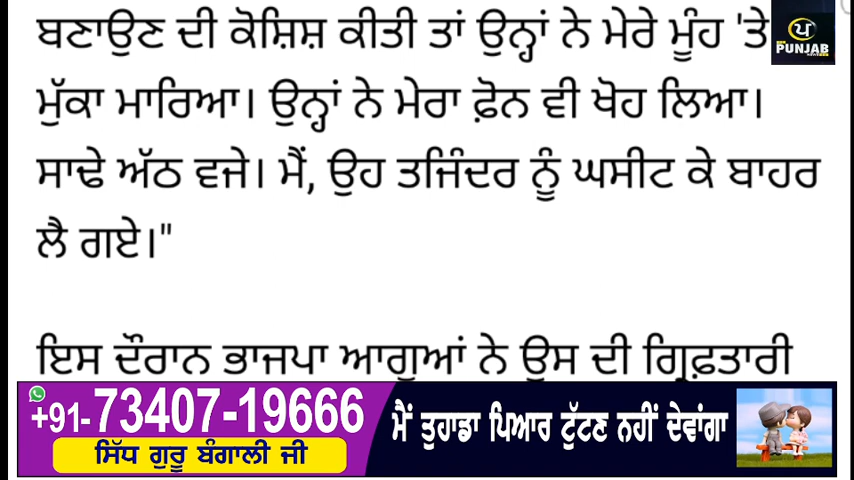 ਬਣਾਉਣ ਦੀ ਕੋਸ਼ਿਸ਼ ਕੀਤੀ ਤਾਂ ਉਨ੍ਹਾਂ ਨੇ ਮੇਰੇ ਮੂੰਹ 'ਤੇ
ਪ
PUNJAB
ਮੁੱਕਾ ਮਾਰਿਆ। ਉਨ੍ਹਾਂ ਨੇ ਮੇਰਾ ਫ਼ੋਨ ਵੀ ਖੋਹ ਲਿਆ।
ਸਾਢੇ ਅੱਠ ਵਜੇ। ਮੈਂ, ਉਹ ਤਜਿੰਦਰ ਨੂੰ ਘਸੀਟ ਕੇ ਬਾਹਰ
ਲੈ ਗਏ।"
ਇਸ ਦੌਰਾਨ ਭਾਜਪਾ ਆਗੂਆਂ ਨੇ ਉਸ ਦੀ ਗ੍ਰਿਫ਼ਤਾਰੀ
+91-73407-19666
ਸਿੱਧ ਗੁਰੂ ਬੰਗਾਲੀ ਜੀ
ਮੈਂ ਤੁਹਾਡਾ ਪਿਆਰ ਟੁੱਟਣ ਨਹੀਂ ਦੇਵਾਂਗਾ